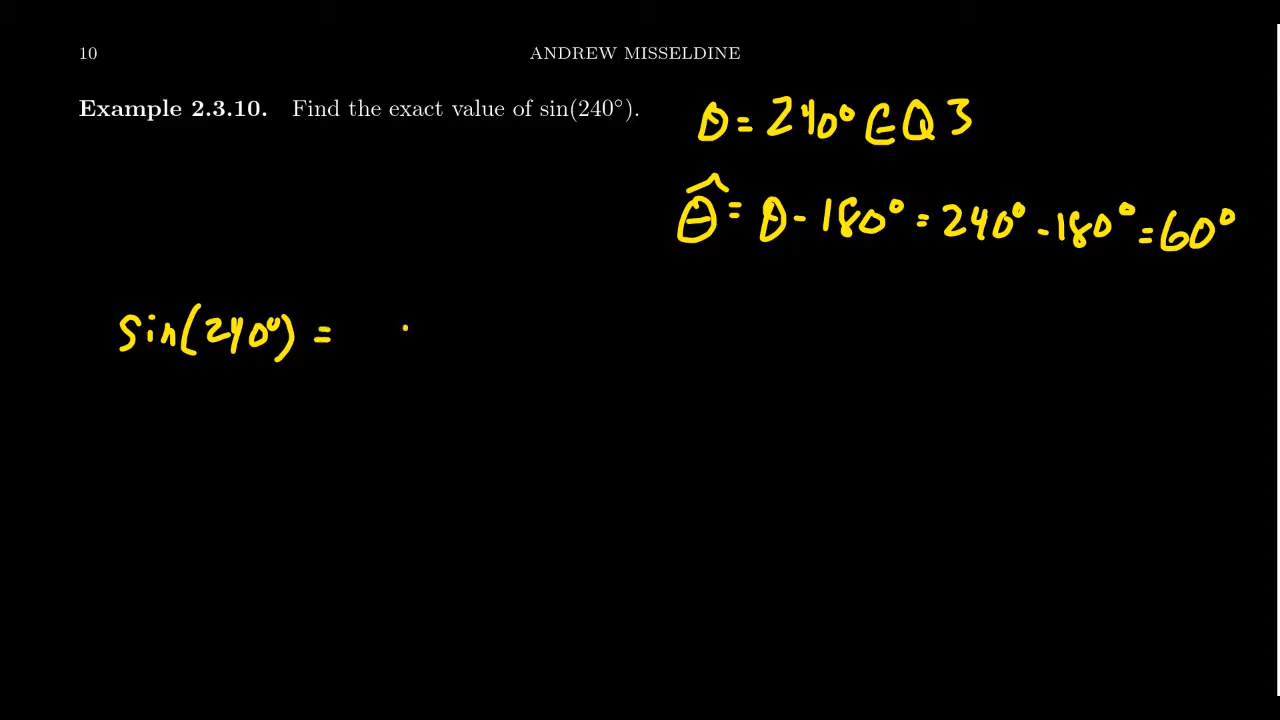 10 ANDREW MISSELDINE
Example 2.3.10. Find the exact value of sin(240°).
θ = 240° ∈ Q3
θ̂ = θ - 180° = 240° - 180° = 60°
sin(240°) =